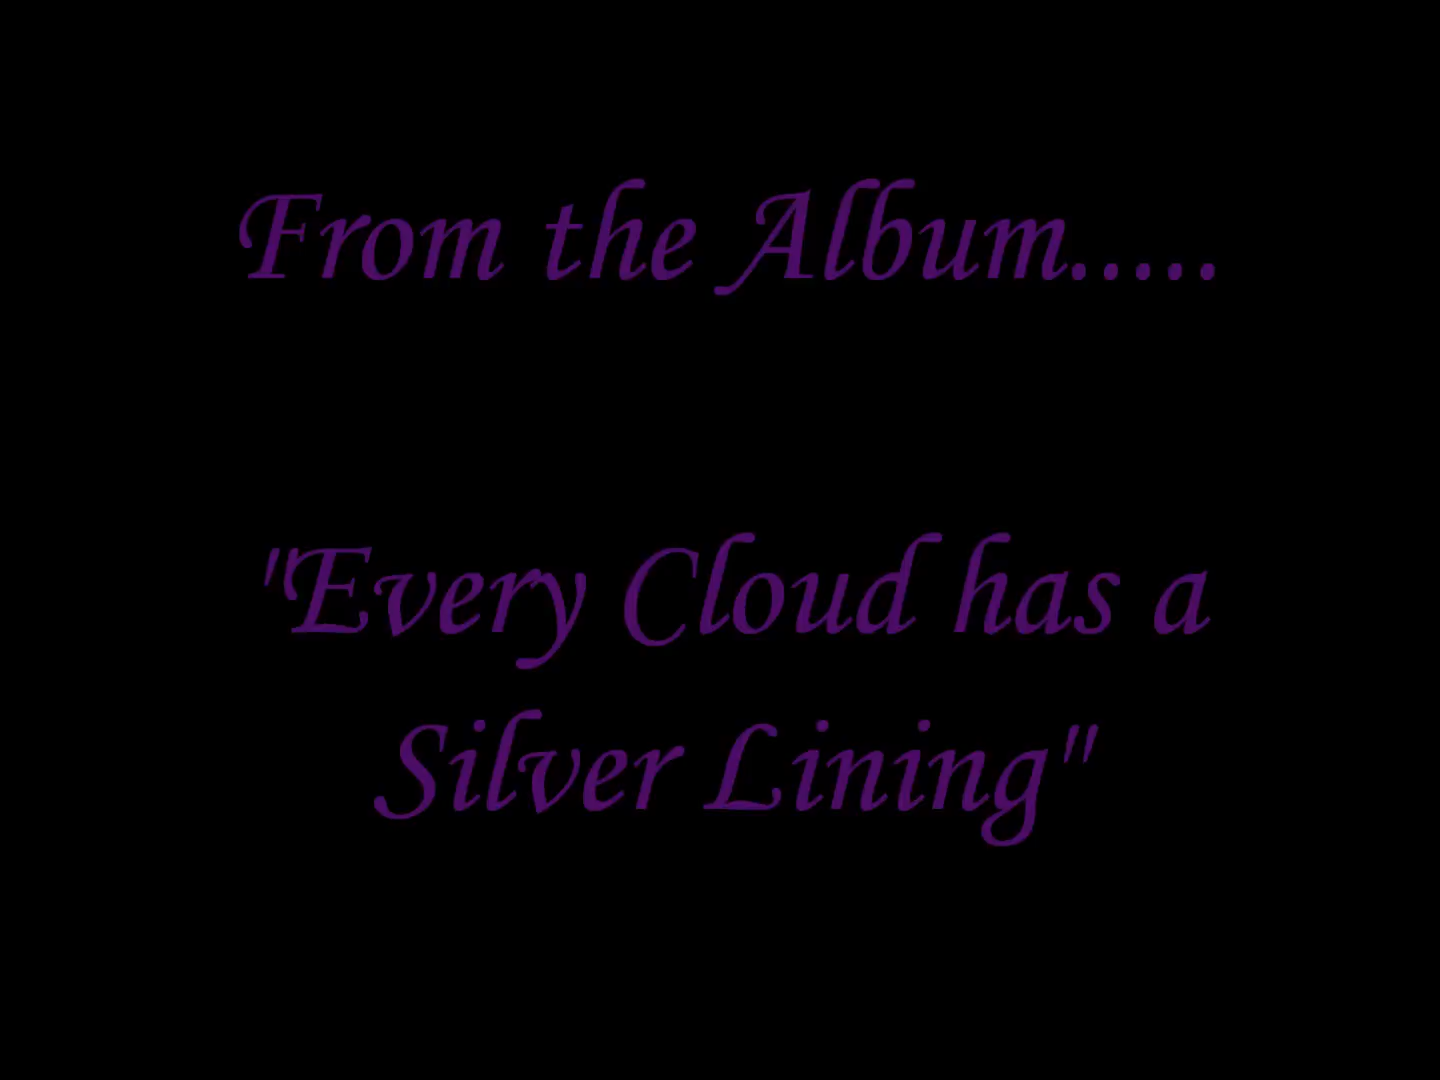 From the Album.....
"Every Cloud has a
Silver Lining"